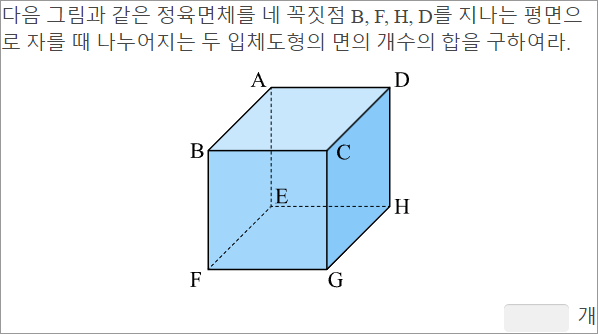 다음 그림과 같은 정육면체를 네 꼭짓점 B, F, H, D를 지나는 평면으
로 자를 때 나누어지는 두 입체도형의 면의 개수의 합을 구하여라.
A
D
B
C
E
H
F
G
개